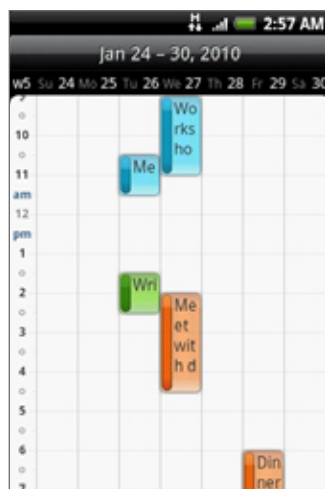 H 2:57 AM
Jan 24 – 30, 2010
w5 Su 24 Mo 25 Tu 26 We 27 Th 28 Fr 29 Sa 30
9
Wo
10
rks
ho
Me
11
am
12
pm
1
Wri
2
Me
3
et
wit
4
h d
5
6
Din
7
ner